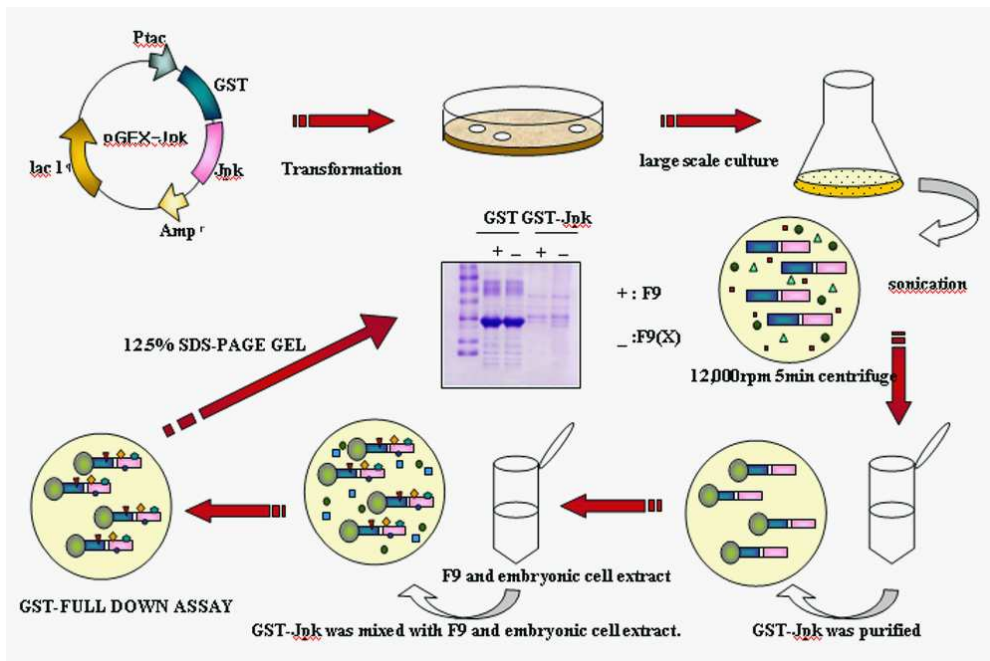 Ptac
GST
pGEX-Jpk
Jpk
lac 1 q
Amp r
Transformation
large scale culture
sonication
GST GST-Jpk
+ _ + _
+ : F9
_ :F9(X)
12,000rpm 5min centrifuge
125% SDS-PAGE GEL
F9 and embryonic cell extract
GST-FULL DOWN ASSAY
GST-Jpk was mixed with F9 and embryonic cell extract.
GST-Jpk was purified